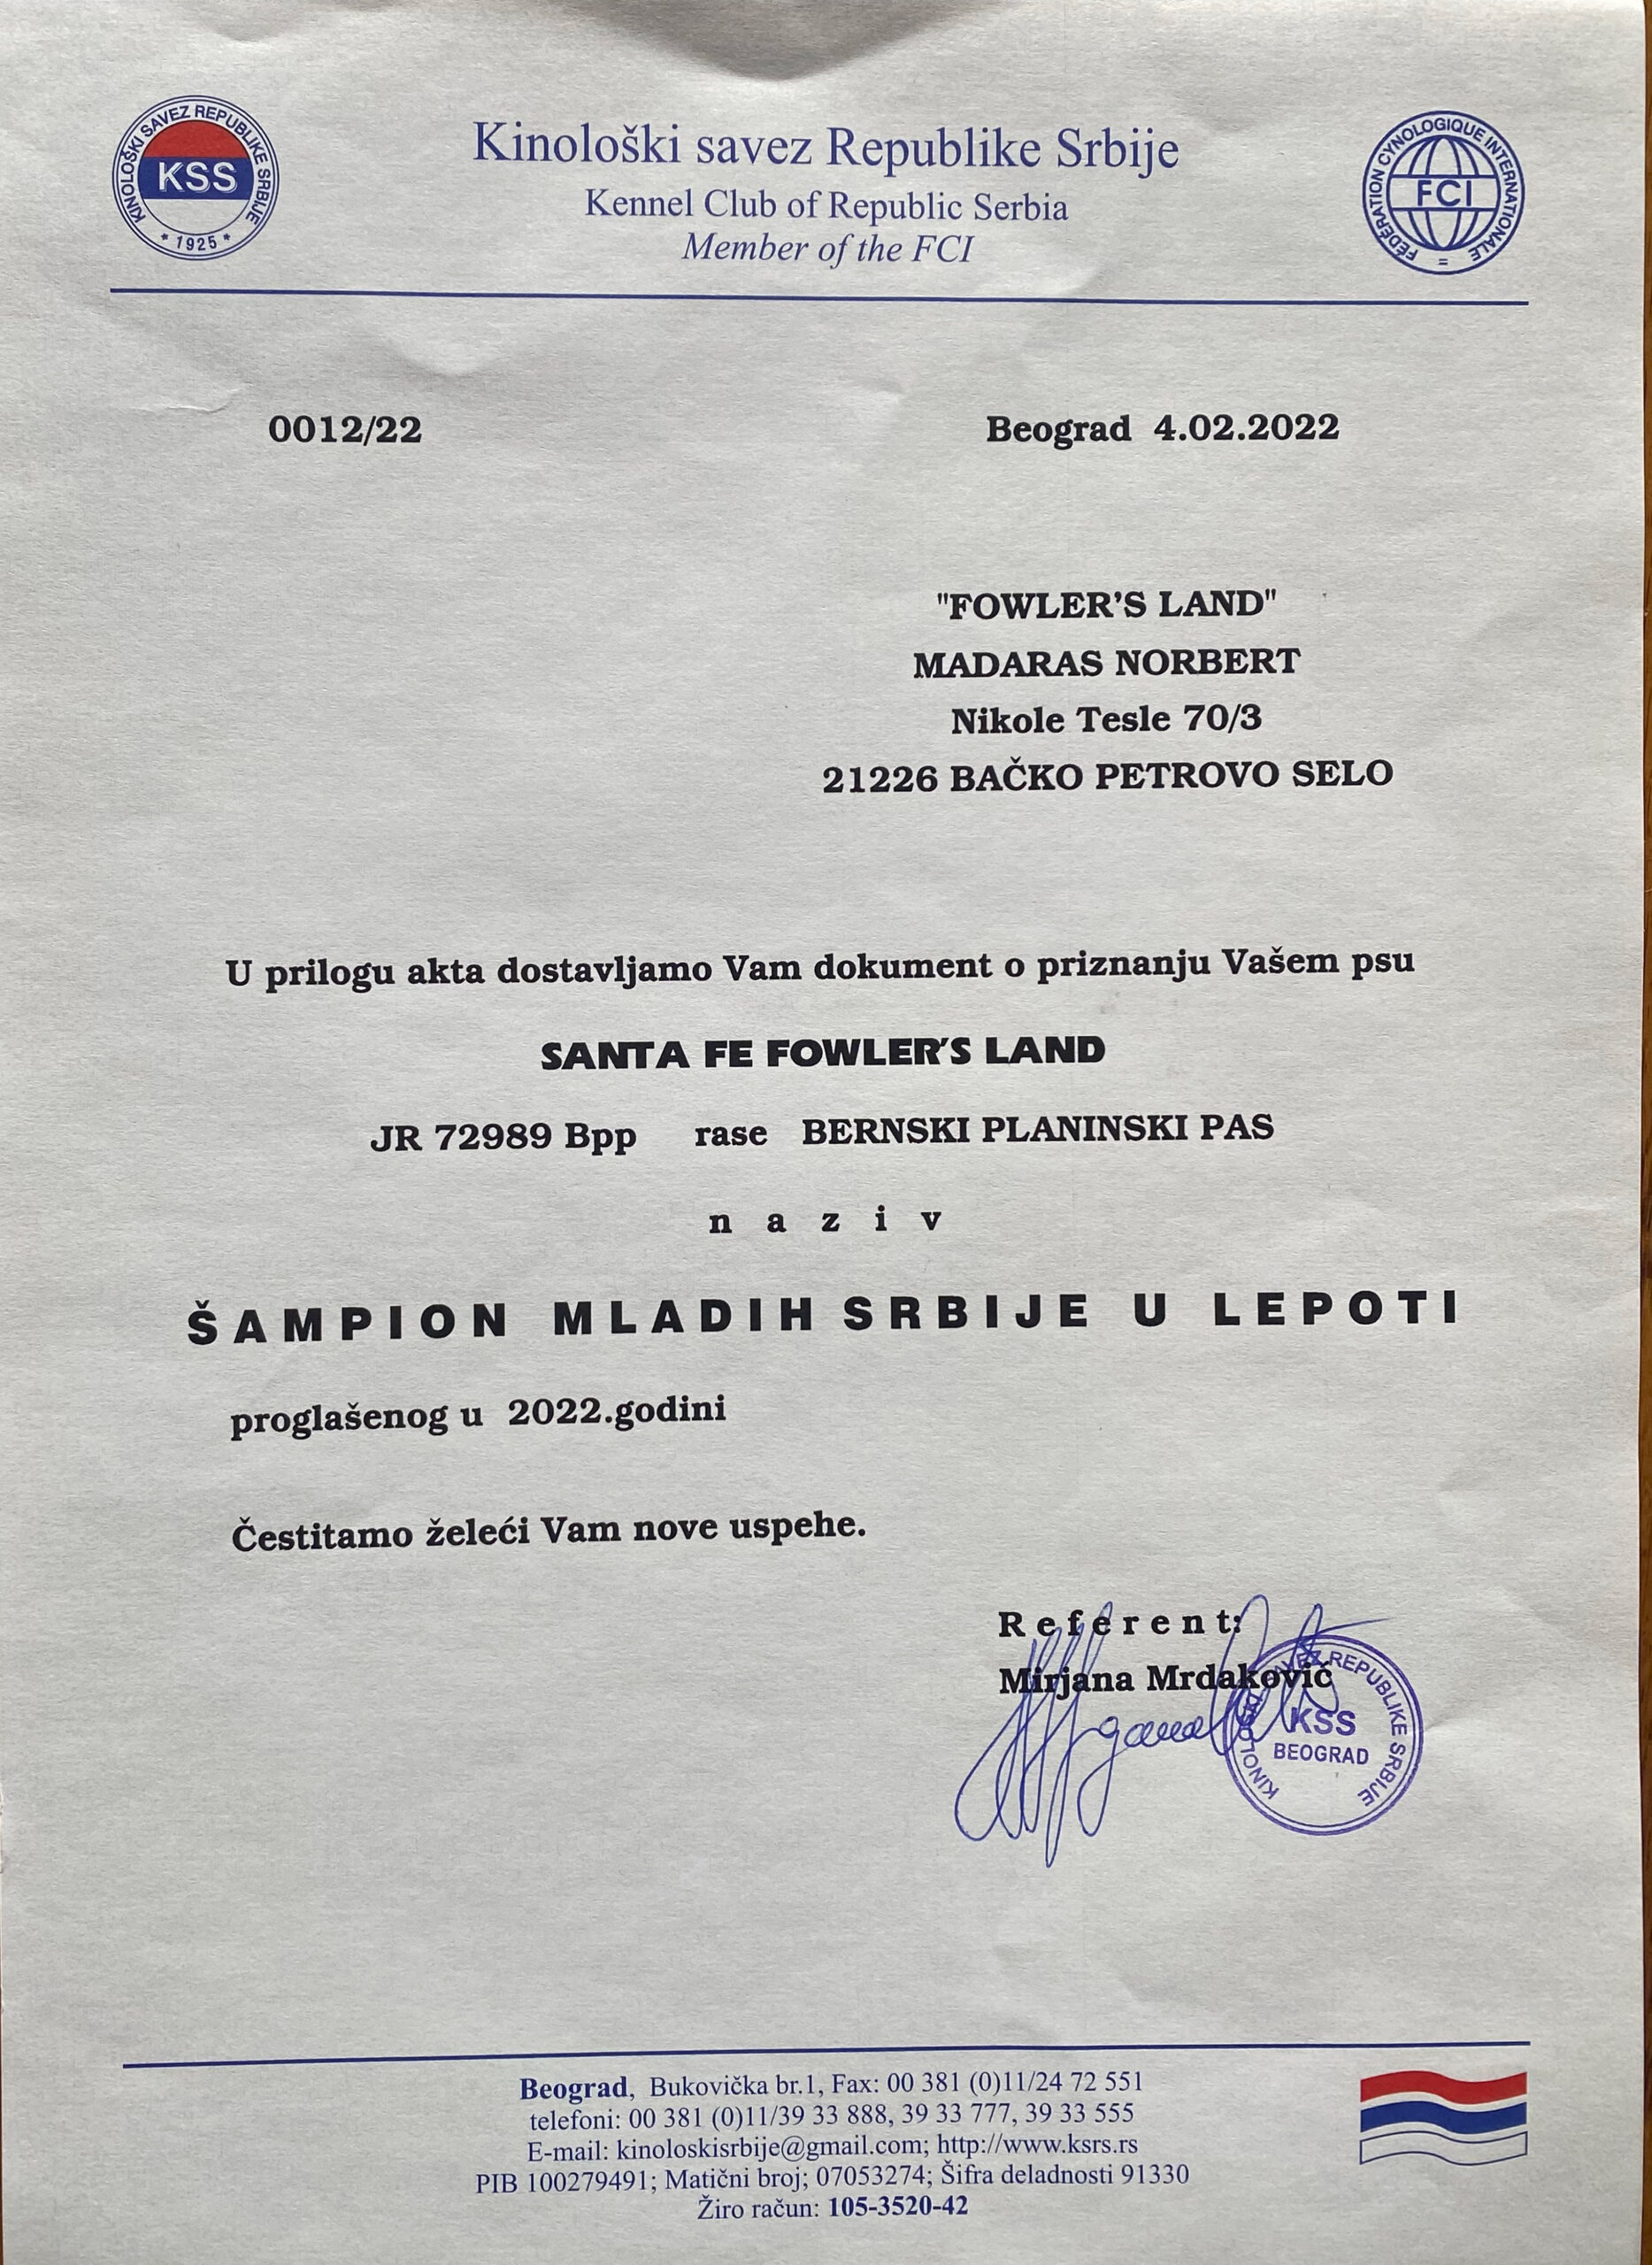 KINOLOŠKI SAVEZ REPUBLIKE SRBIJE
KSS
* 1925 *
Kinološki savez Republike Srbije
Kennel Club of Republic Serbia
Member of the FCI
FÉDÉRATION CYNOLOGIQUE INTERNATIONALE
FCI
0012/22 Beograd 4.02.2022
"FOWLER'S LAND"
MADARAS NORBERT
Nikole Tesle 70/3
21226 BAČKO PETROVO SELO
U prilogu akta dostavljamo Vam dokument o priznanju Vašem psu
SANTA FE FOWLER'S LAND
JR 72989 Bpp rase BERNSKI PLANINSKI PAS
n a z i v
ŠAMPION MLADIH SRBIJE U LEPOTI
proglašenog u 2022.godini
Čestitamo želeći Vam nove uspehe.
Referent:
Mirjana Mrdaković
KINOLOŠKI SAVEZ REPUBLIKE SRBIJE
KSS
BEOGRAD
Beograd, Bukovička br.1, Fax: 00 381 (0)11/24 72 551
telefoni: 00 381 (0)11/39 33 888, 39 33 777, 39 33 555
E-mail: kinoloskisrbije@gmail.com; http://www.ksrs.rs
PIB 100279491; Matični broj; 07053274; Šifra deladnosti 91330
Žiro račun: 105-3520-42